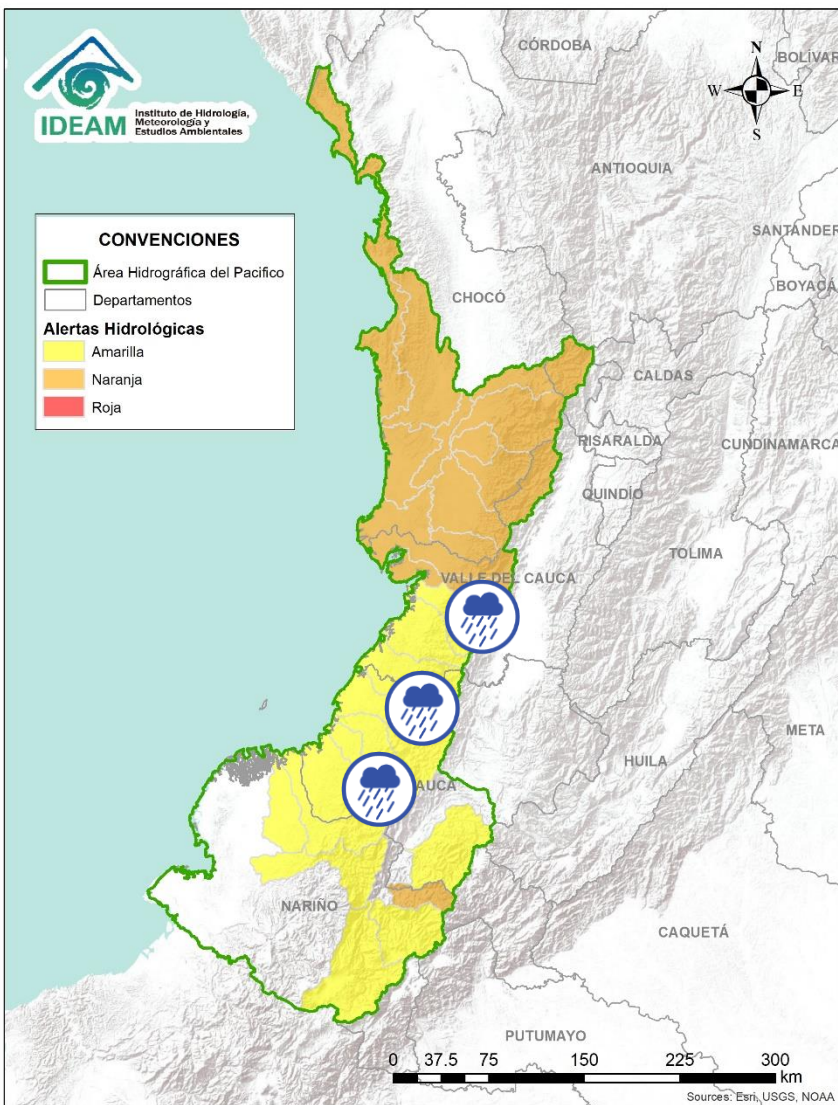 IDEAM
Instituto de Hidrología,
Meteorología y
Estudios Ambientales
CÓRDOBA
BOLÍVAR
N
W
E
S
ANTIOQUIA
SANTANDER
BOYACÁ
CONVENCIONES
Área Hidrográfica del Pacifico
Departamentos
Alertas Hidrológicas
Amarilla
Naranja
Roja
CHOCÓ
CALDAS
RISARALDA
CUNDINAMARCA
QUINDÍO
TOLIMA
VALLE DEL CAUCA
META
HUILA
AUCA
NARIÑO
CAQUETÁ
PUTUMAYO
0 37.5 75 150 225 300
km
Sources: Esri, USGS, NOAA